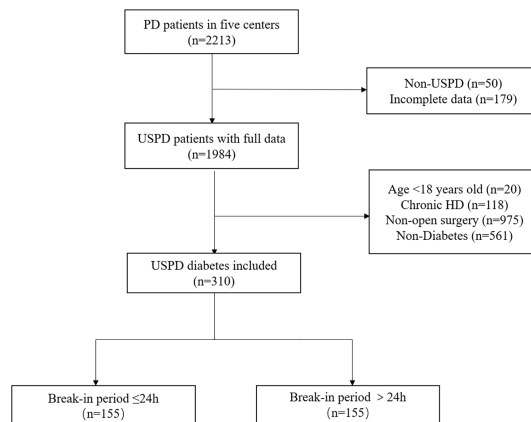 PD patients in five centers
(n=2213)
Non-USPD (n=50)
Incomplete data (n=179)
USPD patients with full data
(n=1984)
Age <18 years old (n=20)
Chronic HD (n=118)
Non-open surgery (n=975)
Non-Diabetes (n=561)
USPD diabetes included
(n=310)
Break-in period ≤24h
(n=155)
Break-in period > 24h
(n=155)